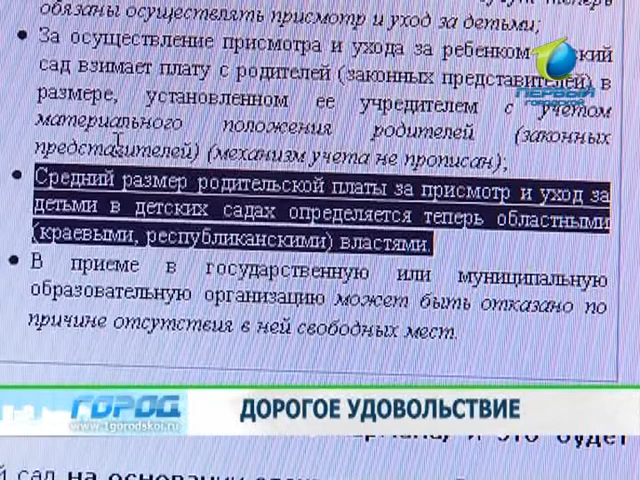 обязаны осуществлять присмотр и уход за детьми;
• За осуществление присмотра и ухода за ребенком
сад взимает плату с родителей (законных представителей) в
размере, установленном ее учредителем с учетом
материального положения родителей (законных
представителей) (механизм учета не прописан);
• Средний размер родительской платы за присмотр и уход за
детьми в детских садах определяется теперь областными
(краевыми, республиканскими) властями.
• В приеме в государственную или муниципальную
образовательную организацию может быть отказано по
причине отсутствия в ней свободных мест.
ПЕРВЫЙ
ГОРОДСКОЙ
ГОРОД
www.1gorodskoi.ru
ДОРОГОЕ УДОВОЛЬСТВИЕ
и это будет
сад на основании